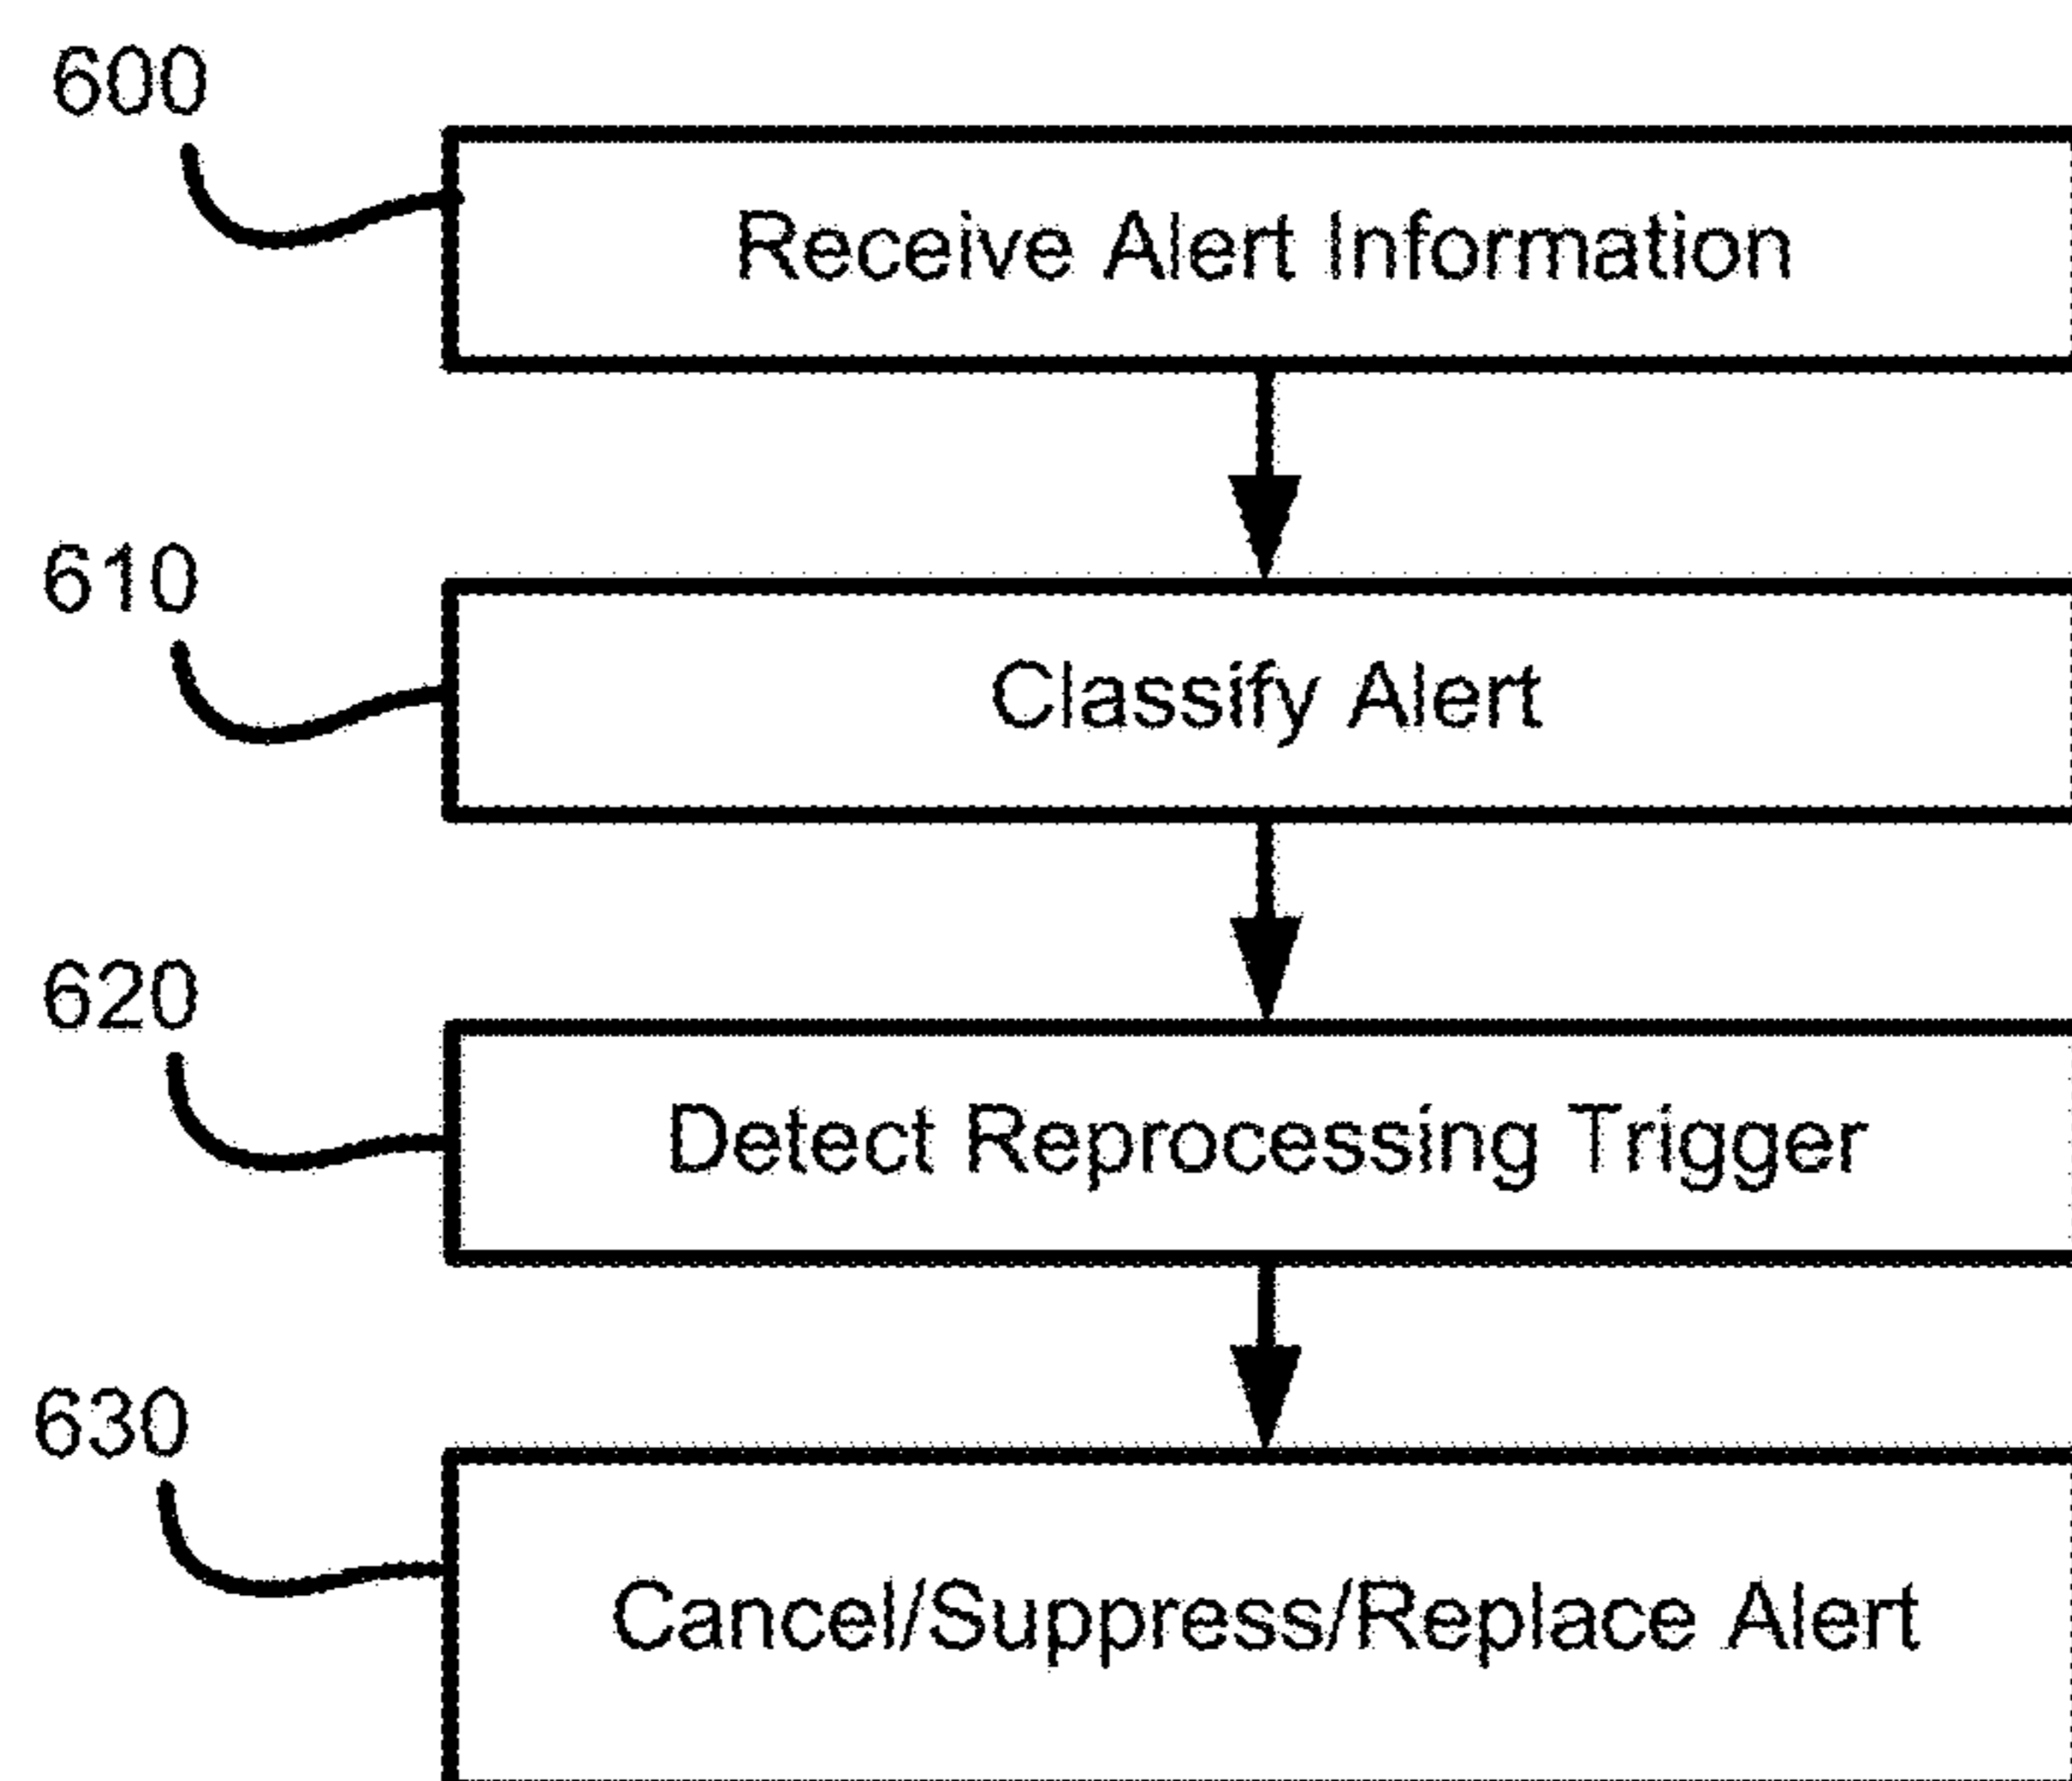 600
Receive Alert Information
610
Classify Alert
620
Detect Reprocessing Trigger
630
Cancel/Suppress/Replace Alert